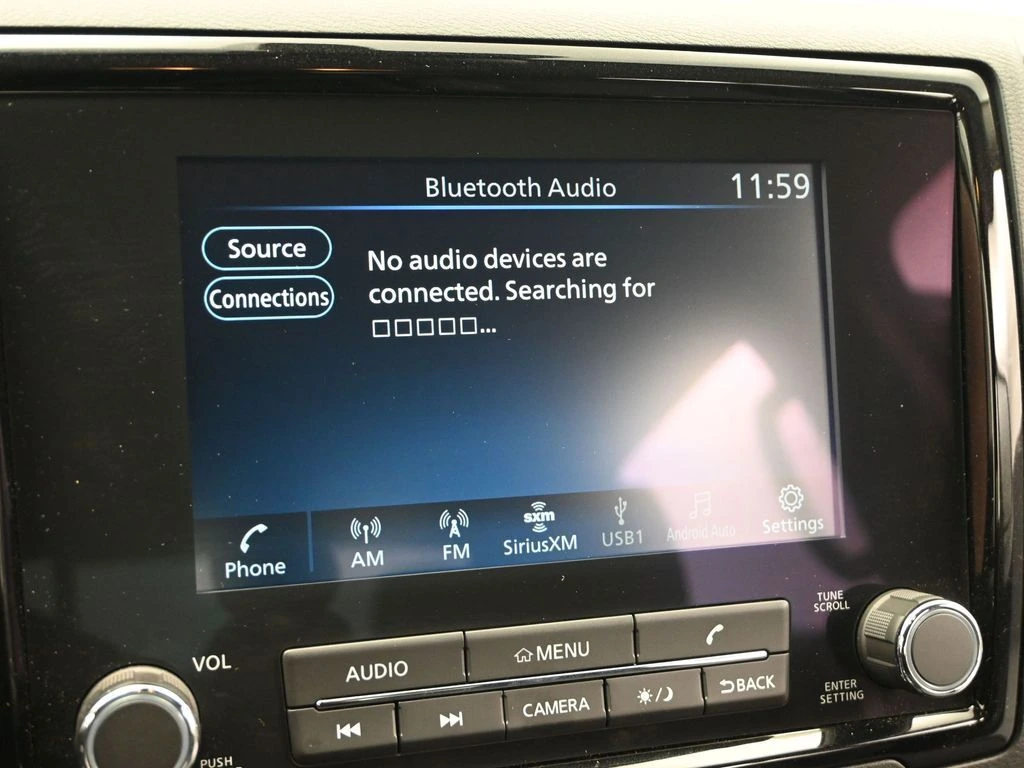 Bluetooth Audio
11:59
Source
Connections
No audio devices are
connected. Searching for
□□□□□...
Phone
AM
FM
sxm
SiriusXM
USB1
Android Auto
Settings
TUNE
SCROLL
VOL
AUDIO
MENU
CAMERA
BACK
ENTER
SETTING
PUSH